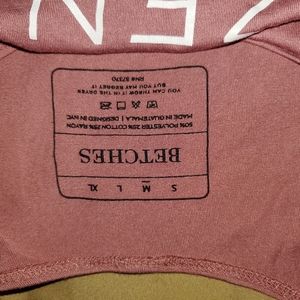 ZEN
S M L XL
BETCHES
50% POLYESTER 25% COTTON 25% RAYON
MADE IN GUATEMALA | DESIGNED IN NYC
YOU CAN THROW IT IN THE DRYER
YOU MAY REGRET IT
RN# 57370